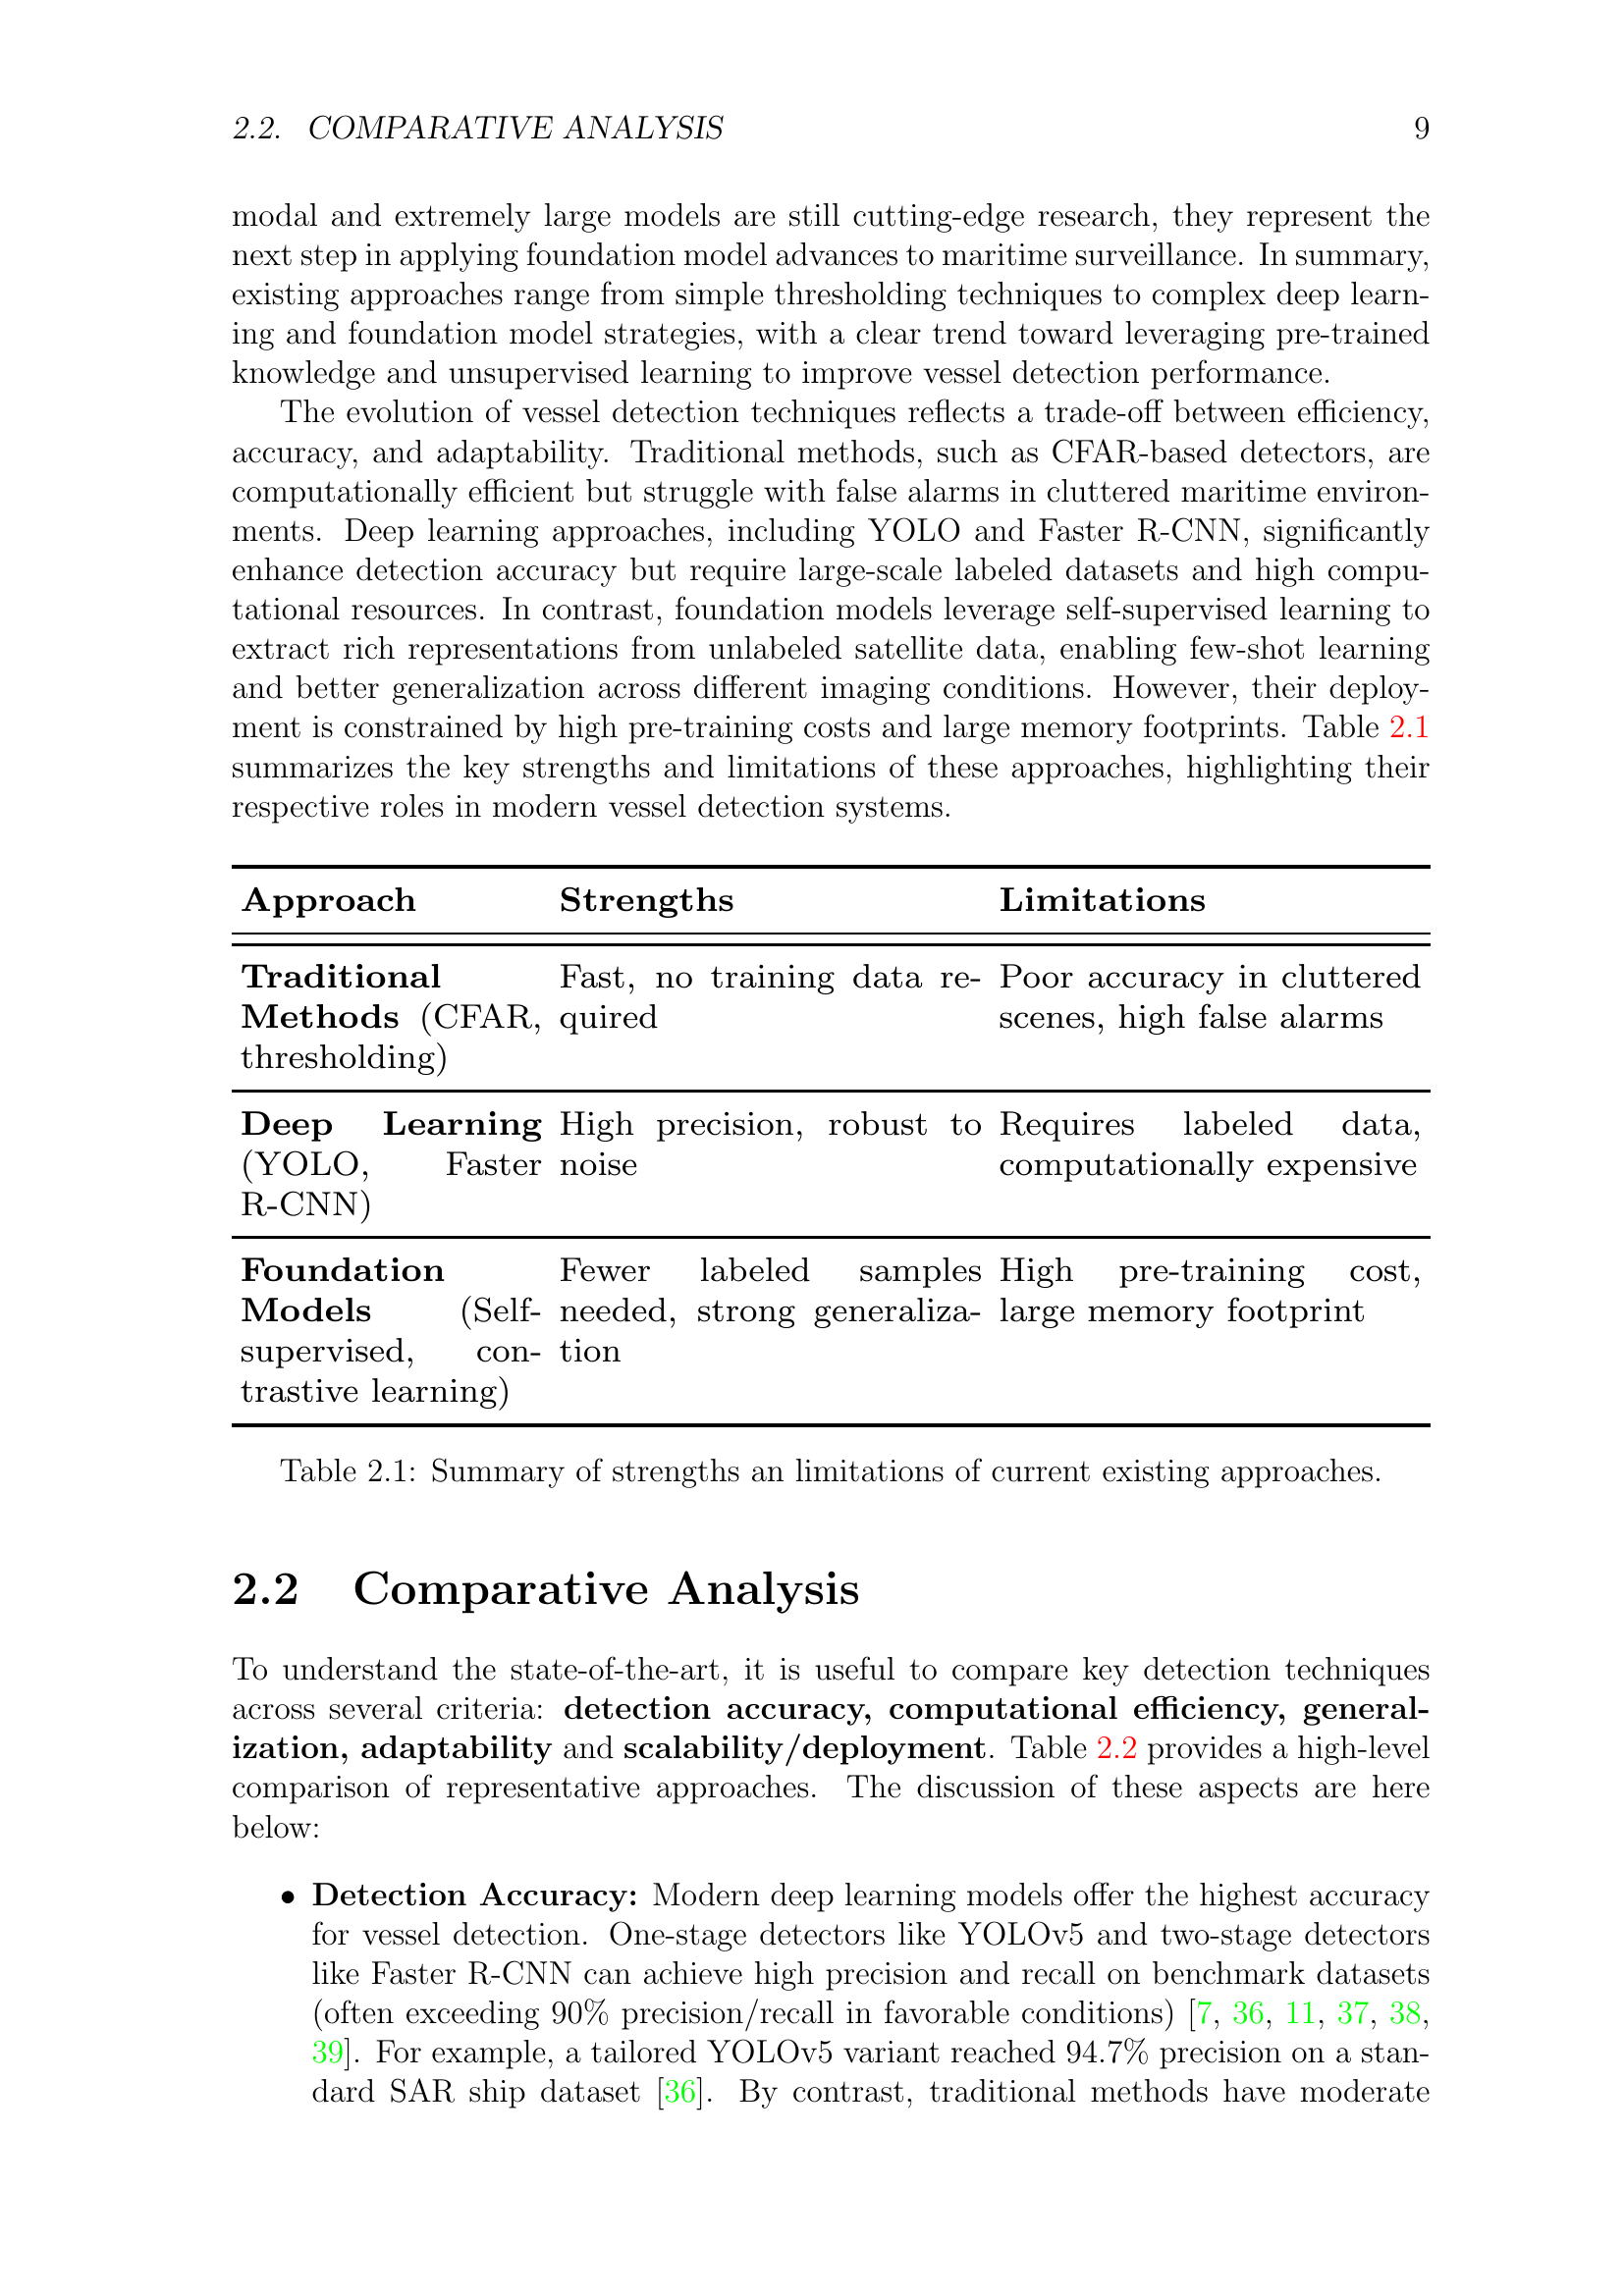 2.2. COMPARATIVE ANALYSIS 9
modal and extremely large models are still cutting-edge research, they represent the
next step in applying foundation model advances to maritime surveillance. In summary,
existing approaches range from simple thresholding techniques to complex deep learn-
ing and foundation model strategies, with a clear trend toward leveraging pre-trained
knowledge and unsupervised learning to improve vessel detection performance.
The evolution of vessel detection techniques reflects a trade-off between efficiency,
accuracy, and adaptability. Traditional methods, such as CFAR-based detectors, are
computationally efficient but struggle with false alarms in cluttered maritime environ-
ments. Deep learning approaches, including YOLO and Faster R-CNN, significantly
enhance detection accuracy but require large-scale labeled datasets and high compu-
tational resources. In contrast, foundation models leverage self-supervised learning to
extract rich representations from unlabeled satellite data, enabling few-shot learning
and better generalization across different imaging conditions. However, their deploy-
ment is constrained by high pre-training costs and large memory footprints. Table 2.1
summarizes the key strengths and limitations of these approaches, highlighting their
respective roles in modern vessel detection systems.
Approach Strengths Limitations
Traditional Fast, no training data re- Poor accuracy in cluttered
Methods (CFAR, quired scenes, high false alarms
thresholding)
Deep Learning High precision, robust to Requires labeled data,
(YOLO, Faster noise computationally expensive
R-CNN)
Foundation Fewer labeled samples High pre-training cost,
Models (Self- needed, strong generaliza- large memory footprint
supervised, con- tion
trastive learning)
Table 2.1: Summary of strengths an limitations of current existing approaches.
2.2 Comparative Analysis
To understand the state-of-the-art, it is useful to compare key detection techniques
across several criteria: detection accuracy, computational efficiency, general-
ization, adaptability and scalability/deployment. Table 2.2 provides a high-level
comparison of representative approaches. The discussion of these aspects are here
below:
• Detection Accuracy: Modern deep learning models offer the highest accuracy
for vessel detection. One-stage detectors like YOLOv5 and two-stage detectors
like Faster R-CNN can achieve high precision and recall on benchmark datasets
(often exceeding 90% precision/recall in favorable conditions) [7, 36, 11, 37, 38,
39]. For example, a tailored YOLOv5 variant reached 94.7% precision on a stan-
dard SAR ship dataset [36]. By contrast, traditional methods have moderate